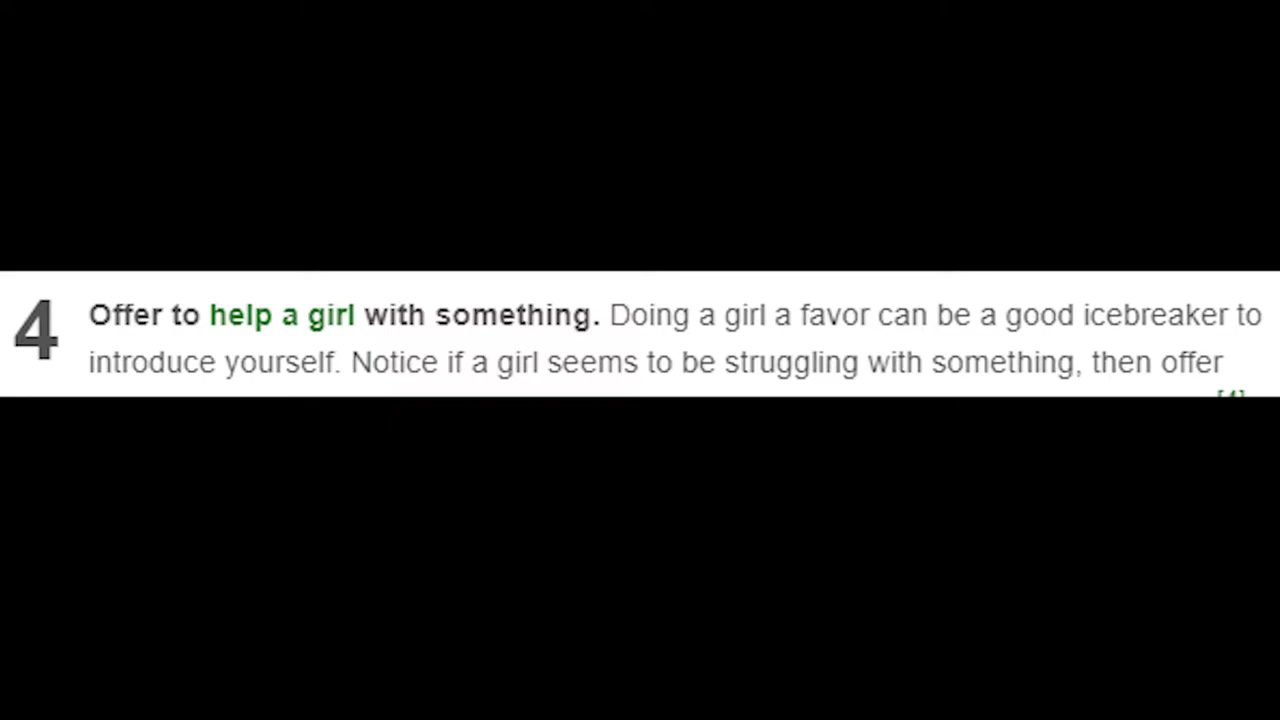 4 Offer to help a girl with something. Doing a girl a favor can be a good icebreaker to
introduce yourself. Notice if a girl seems to be struggling with something, then offer